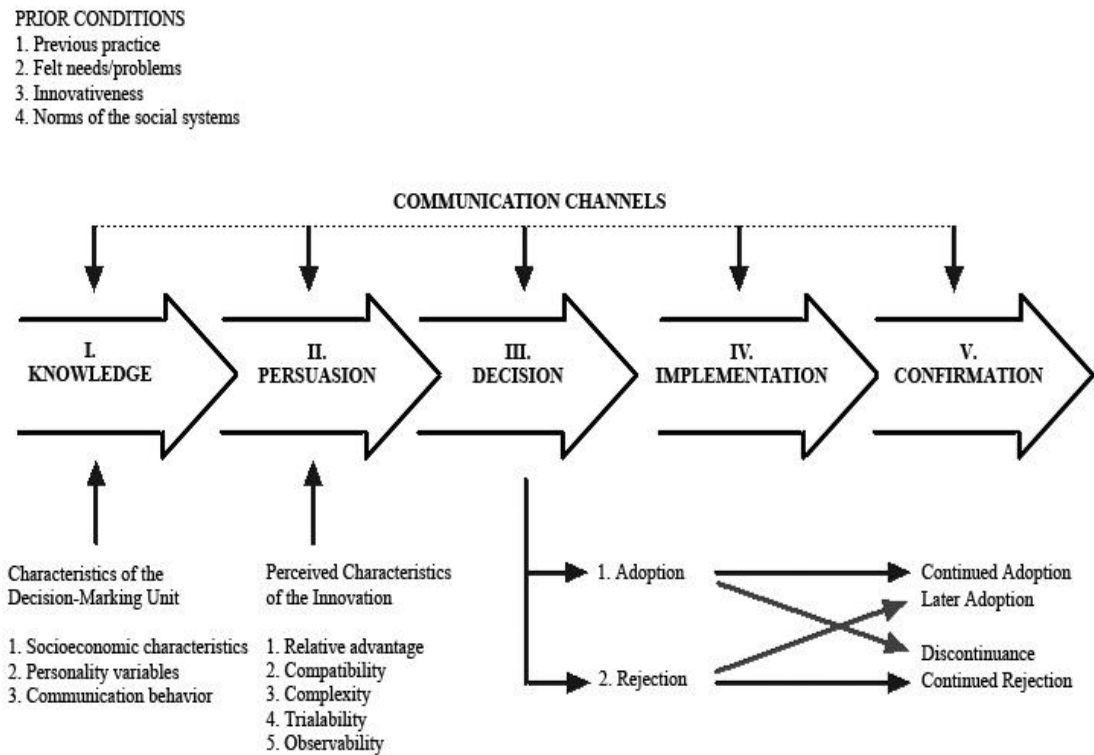 PRIOR CONDITIONS
1. Previous practice
2. Felt needs/problems
3. Innovativeness
4. Norms of the social systems
COMMUNICATION CHANNELS
I.
KNOWLEDGE
II.
PERSUASION
III.
DECISION
IV.
IMPLEMENTATION
V.
CONFIRMATION
Characteristics of the
Decision-Marking Unit
1. Socioeconomic characteristics
2. Personality variables
3. Communication behavior
Perceived Characteristics
of the Innovation
1. Relative advantage
2. Compatibility
3. Complexity
4. Trialability
5. Observability
1. Adoption
2. Rejection
Continued Adoption
Later Adoption
Discontinuance
Continued Rejection